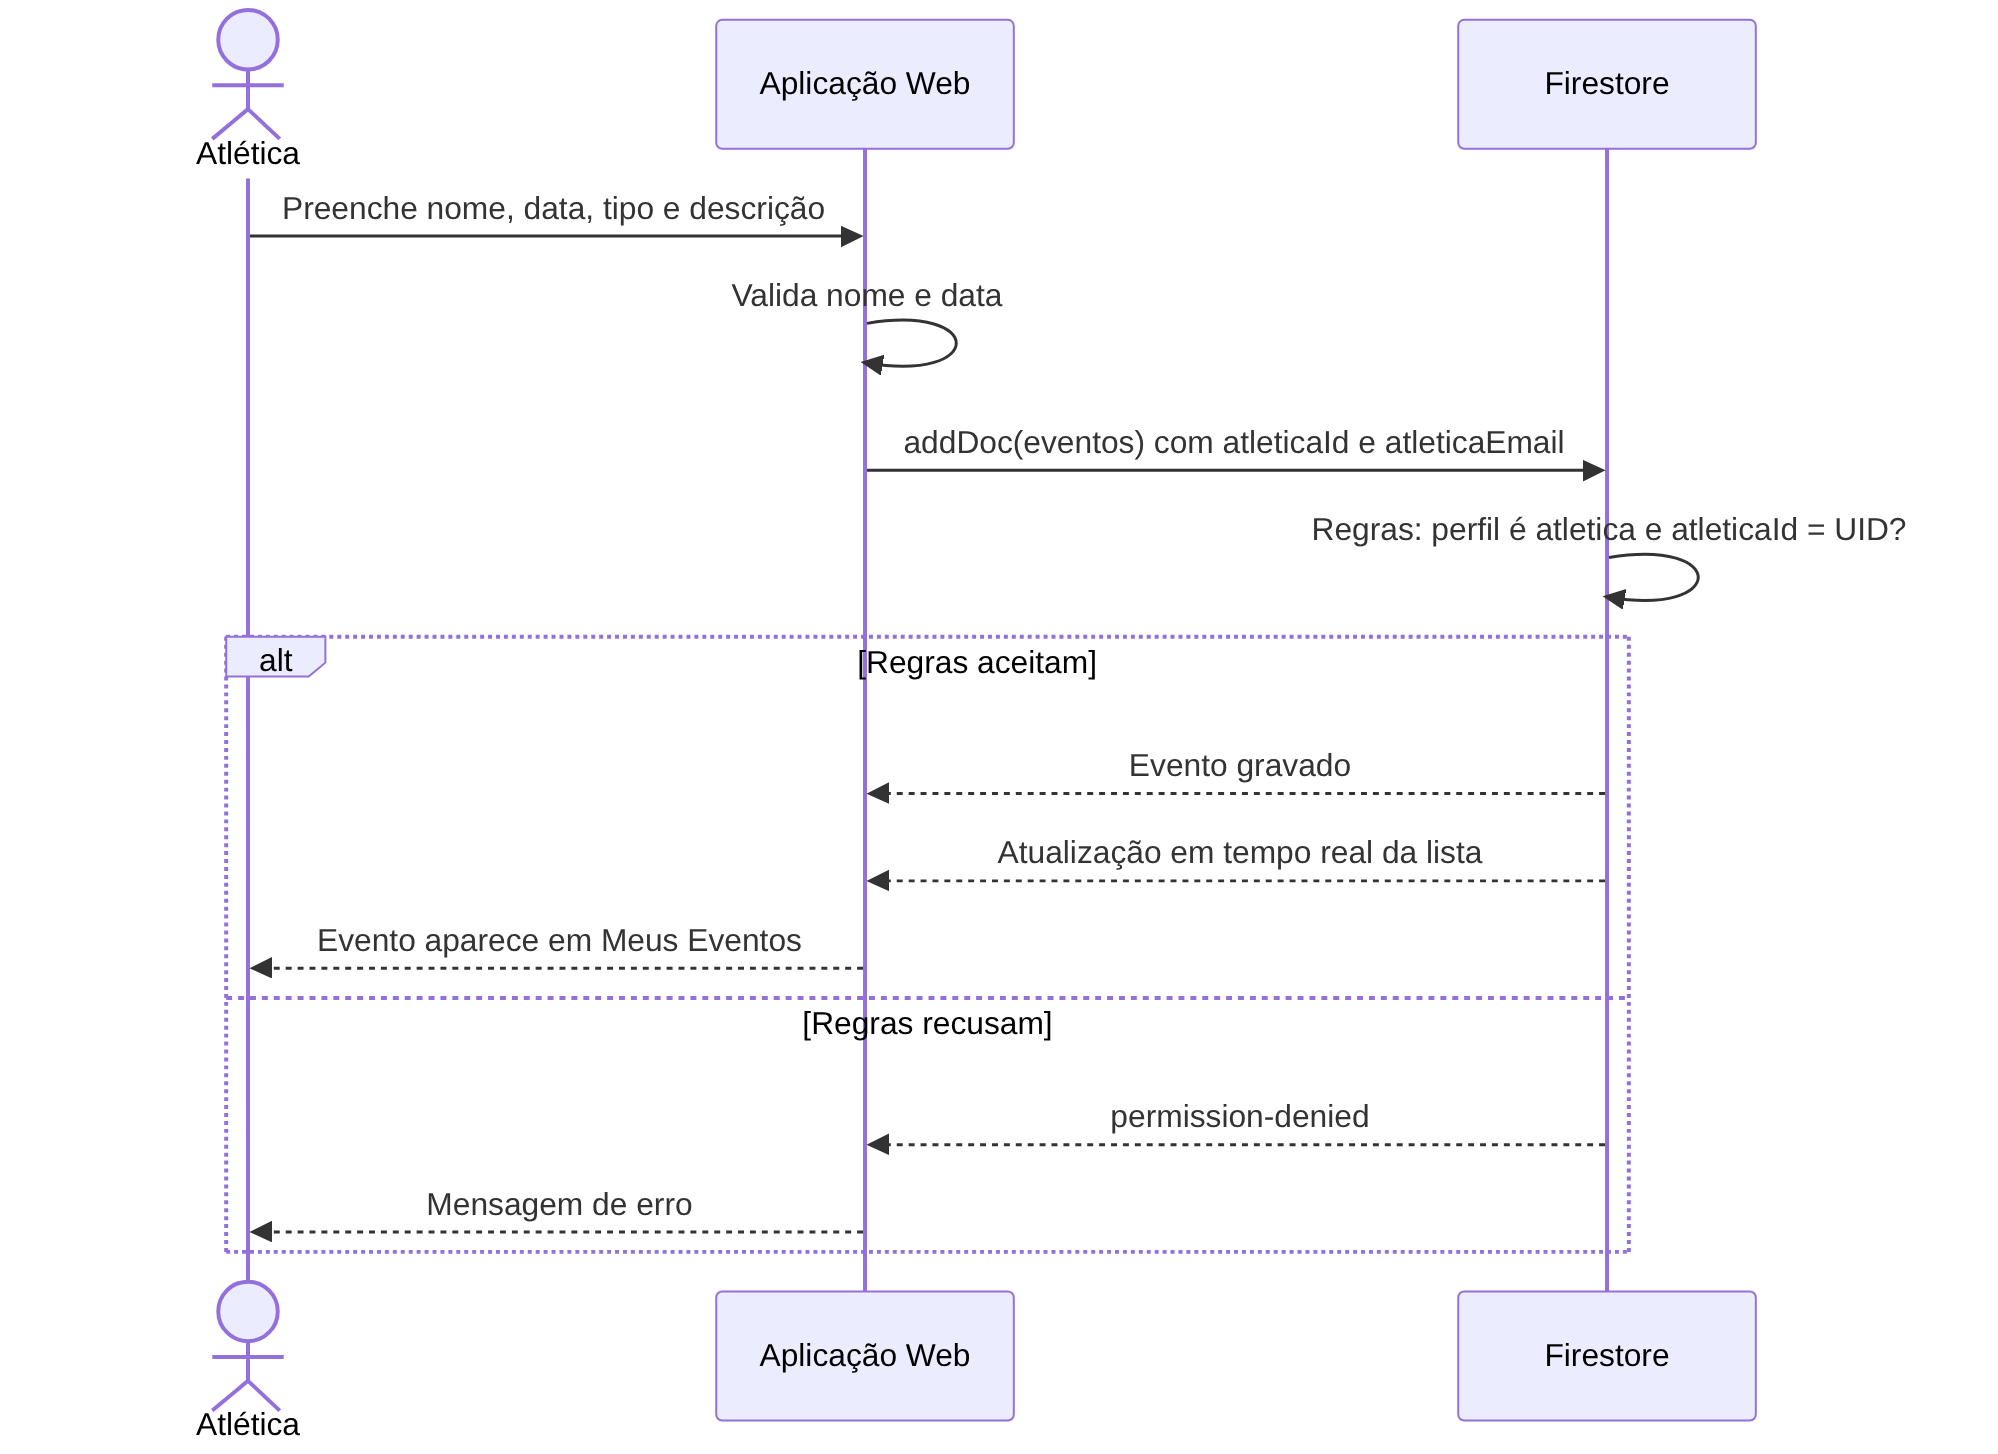 Atlética
Aplicação Web
Firestore
Preenche nome, data, tipo e descrição
Valida nome e data
addDoc(eventos) com atleticaId e atleticaEmail
Regras: perfil é atletica e atleticaId = UID?
alt
[Regras aceitam]
Evento gravado
Atualização em tempo real da lista
Evento aparece em Meus Eventos
[Regras recusam]
permission-denied
Mensagem de erro
Atlética
Aplicação Web
Firestore